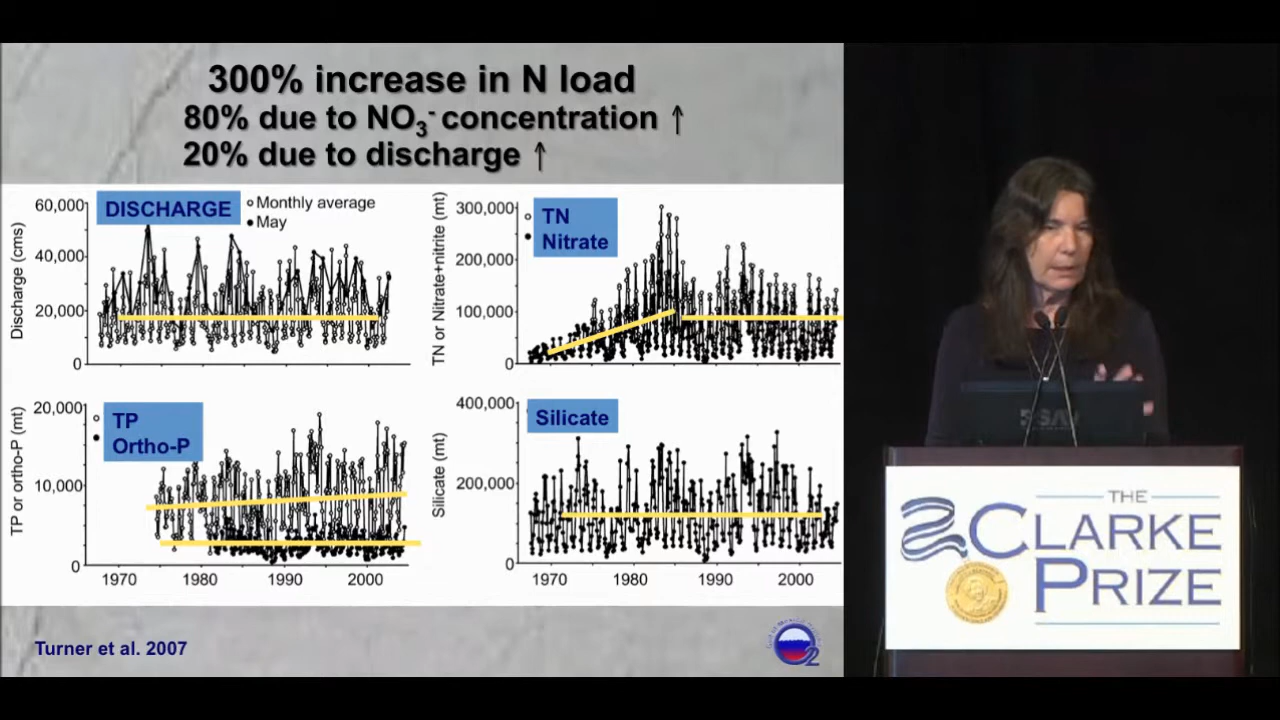 300% increase in N load
80% due to NO3- concentration ↑
20% due to discharge ↑
DISCHARGE
Monthly average
May
60,000
40,000
20,000
0
Discharge (cms)
TN
Nitrate
300,000
200,000
100,000
0
TN or Nitrate+nitrite (mt)
TP
Ortho-P
20,000
10,000
0
TP or ortho-P (mt)
1970 1980 1990 2000
Silicate
400,000
200,000
0
Silicate (mt)
1970 1980 1990 2000
Turner et al. 2007
O2
THE
CLARKE
PRIZE